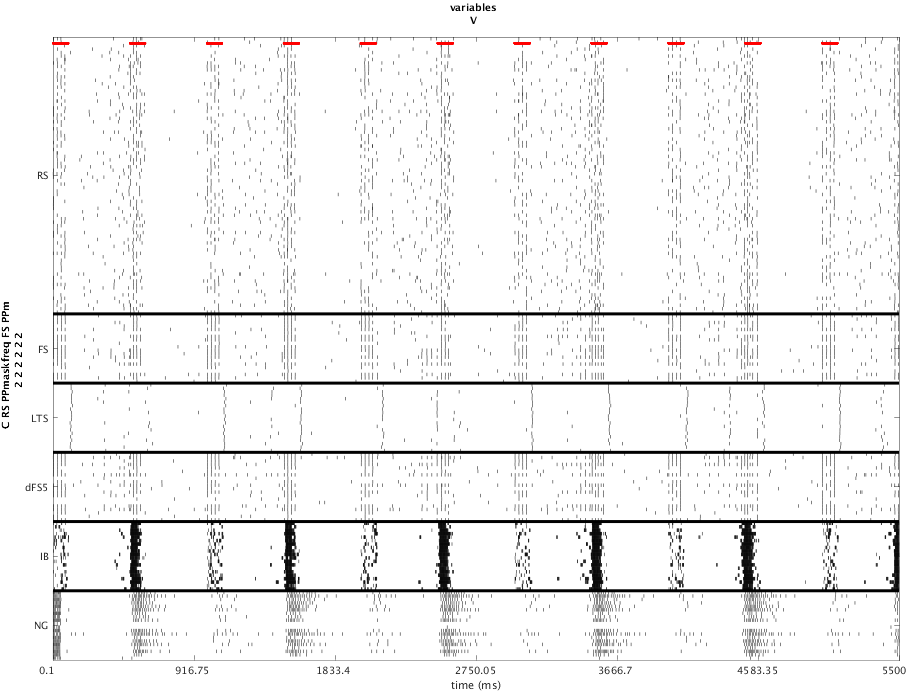 variables
V
C RS PPmaskfreq FS PPm
2 2 2 2 2 2
RS
FS
LTS
dFS5
IB
NG
0.1 916.75 1833.4 2750.05 3666.7 4583.35 5500
time (ms)